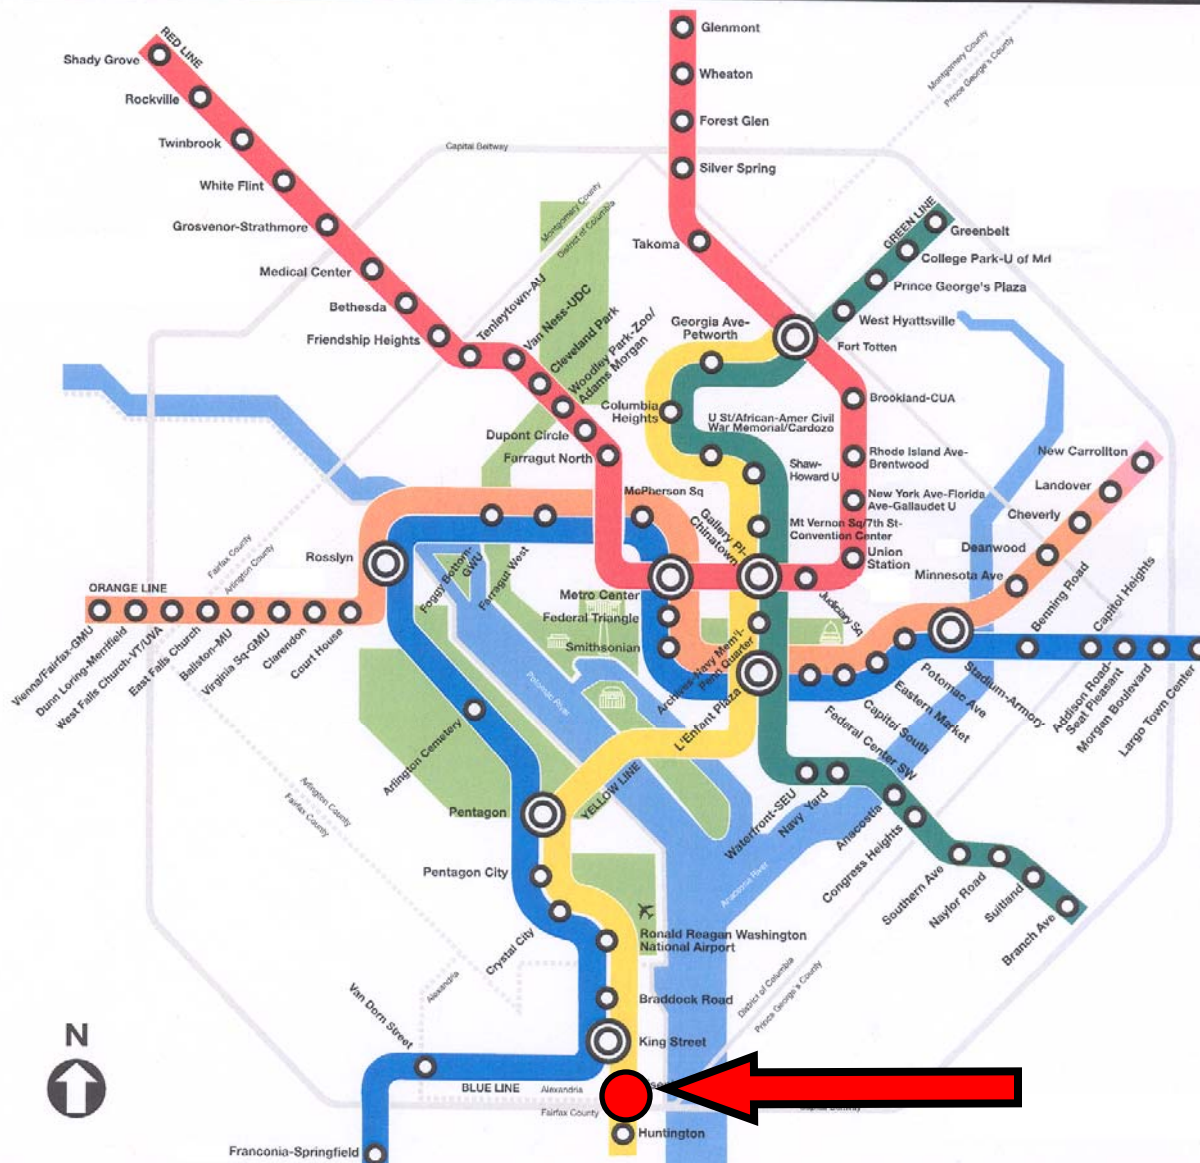 RED LINE
Shady Grove
Rockville
Twinbrook
White Flint
Grosvenor-Strathmore
Medical Center
Bethesda
Friendship Heights
Tenleytown-AU
Van Ness-UDC
Cleveland Park
Woodley Park-Zoo/
Adams Morgan
Dupont Circle
Farragut North
Capital Beltway
Montgomery County
District of Columbia
Glenmont
Wheaton
Forest Glen
Silver Spring
Takoma
Montgomery County
Prince George's County
GREEN LINE
Greenbelt
College Park-U of Md
Prince George's Plaza
West Hyattsville
Fort Totten
Georgia Ave-
Petworth
Columbia
Heights
U St/African-Amer Civil
War Memorial/Cardozo
Shaw-
Howard U
Mt Vernon Sq/7th St-
Convention Center
Gallery Pl-
Chinatown
Brookland-CUA
Rhode Island Ave-
Brentwood
New York Ave-Florida
Ave-Gallaudet U
Union
Station
Judiciary Sq
New Carrollton
Landover
Cheverly
Deanwood
Minnesota Ave
Benning Road
Capitol Heights
Addison Road-
Seat Pleasant
Morgan Boulevard
Largo Town Center
Stadium-Armory
Potomac Ave
Eastern Market
Capitol South
Federal Center SW
McPherson Sq
Metro Center
Federal Triangle
Smithsonian
Archives-Navy Mem'l-
Penn Quarter
L'Enfant Plaza
Foggy Bottom-
GWU
Farragut West
Rosslyn
ORANGE LINE
Vienna/Fairfax-GMU
Dunn Loring-Merrifield
West Falls Church-VT/UVA
East Falls Church
Ballston-MU
Virginia Sq-GMU
Clarendon
Court House
Fairfax County
Arlington County
Potomac River
Arlington Cemetery
Arlington County
Fairfax County
Pentagon
YELLOW LINE
Waterfront-SEU
Navy Yard
Anacostia
Congress Heights
Southern Ave
Naylor Road
Suitland
Branch Ave
Anacostia River
Pentagon City
Crystal City
Ronald Reagan Washington
National Airport
Braddock Road
King Street
District of Columbia
Prince George's County
Alexandria
Van Dorn Street
N
BLUE LINE
Alexandria
Fairfax County
Huntington
Franconia-Springfield